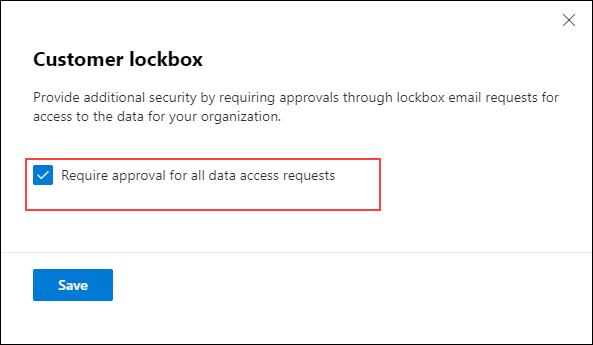 Customer lockbox
Provide additional security by requiring approvals through lockbox email requests for
access to the data for your organization.
Require approval for all data access requests
Save